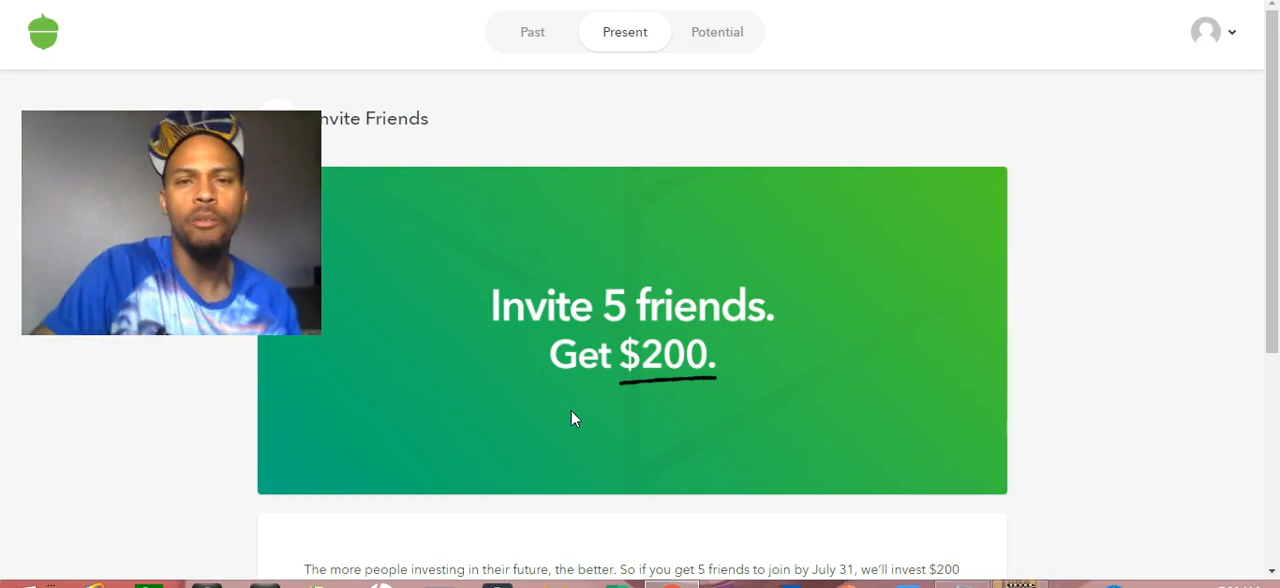 Past Present Potential
nvite Friends
Invite 5 friends.
Get $200.
The more people investing in their future, the better. So if you get 5 friends to join by July 31, we’ll invest $200